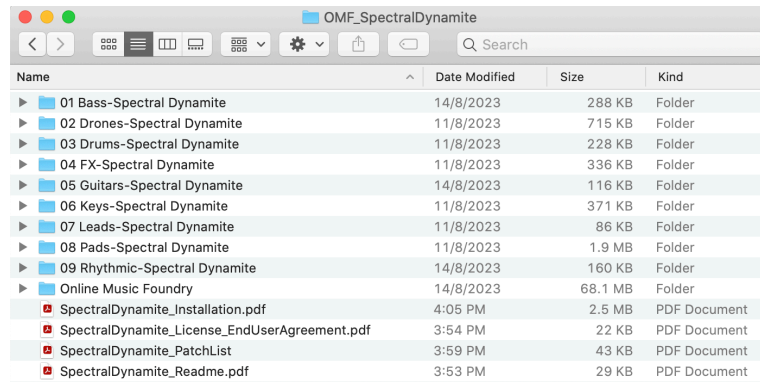 OMF_SpectralDynamite
Search
Name Date Modified Size Kind
01 Bass-Spectral Dynamite 14/8/2023 288 KB Folder
02 Drones-Spectral Dynamite 11/8/2023 715 KB Folder
03 Drums-Spectral Dynamite 11/8/2023 228 KB Folder
04 FX-Spectral Dynamite 11/8/2023 336 KB Folder
05 Guitars-Spectral Dynamite 14/8/2023 116 KB Folder
06 Keys-Spectral Dynamite 11/8/2023 371 KB Folder
07 Leads-Spectral Dynamite 11/8/2023 86 KB Folder
08 Pads-Spectral Dynamite 11/8/2023 1.9 MB Folder
09 Rhythmic-Spectral Dynamite 14/8/2023 160 KB Folder
Online Music Foundry 14/8/2023 68.1 MB Folder
SpectralDynamite_Installation.pdf 4:05 PM 2.5 MB PDF Document
SpectralDynamite_License_EndUserAgreement.pdf 3:54 PM 22 KB PDF Document
SpectralDynamite_PatchList 3:59 PM 43 KB PDF Document
SpectralDynamite_Readme.pdf 3:53 PM 29 KB PDF Document